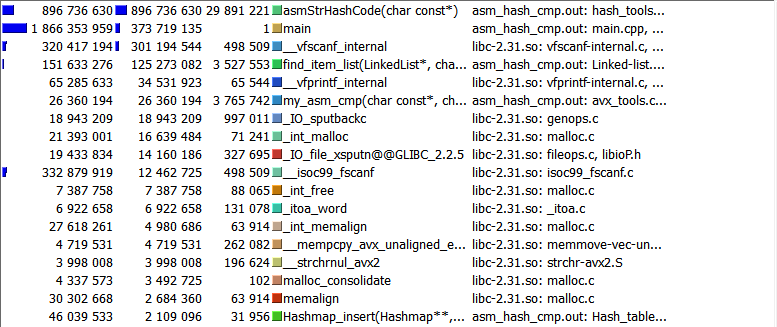 896 736 630 896 736 630 29 891 221 asmStrHashCode(char const*) asm_hash_cmp.out: hash_tools...
1 866 353 959 373 719 135 1 main asm_hash_cmp.out: main.cpp, ...
320 417 194 301 194 544 498 509 __vfscanf_internal libc-2.31.so: vfscanf-internal.c, ...
151 633 276 125 273 082 3 527 553 find_item_list(LinkedList*, cha... asm_hash_cmp.out: Linked-list....
65 285 633 34 531 923 65 544 __vfprintf_internal libc-2.31.so: vfprintf-internal.c, ...
26 360 194 26 360 194 3 765 742 my_asm_cmp(char const*, ch... asm_hash_cmp.out: avx_tools.c...
18 943 209 18 943 209 997 011 _IO_sputbackc libc-2.31.so: genops.c
21 393 001 16 639 484 71 241 _int_malloc libc-2.31.so: malloc.c
19 433 834 14 160 186 327 695 _IO_file_xsputn@@GLIBC_2.2.5 libc-2.31.so: fileops.c, libioP.h
332 879 919 12 462 725 498 509 __isoc99_fscanf libc-2.31.so: isoc99_fscanf.c
7 387 758 7 387 758 88 065 _int_free libc-2.31.so: malloc.c
6 922 658 6 922 658 131 078 _itoa_word libc-2.31.so: _itoa.c
27 618 261 4 980 686 63 914 _int_memalign libc-2.31.so: malloc.c
4 719 531 4 719 531 262 082 __mempcpy_avx_unaligned_e... libc-2.31.so: memmove-vec-un...
3 998 008 3 998 008 196 624 __strchrnul_avx2 libc-2.31.so: strchr-avx2.S
4 337 573 3 492 725 102 malloc_consolidate libc-2.31.so: malloc.c
30 302 668 2 684 360 63 914 memalign libc-2.31.so: malloc.c
46 039 533 2 109 096 31 956 Hashmap_insert(Hashmap**,... asm_hash_cmp.out: Hash_table...